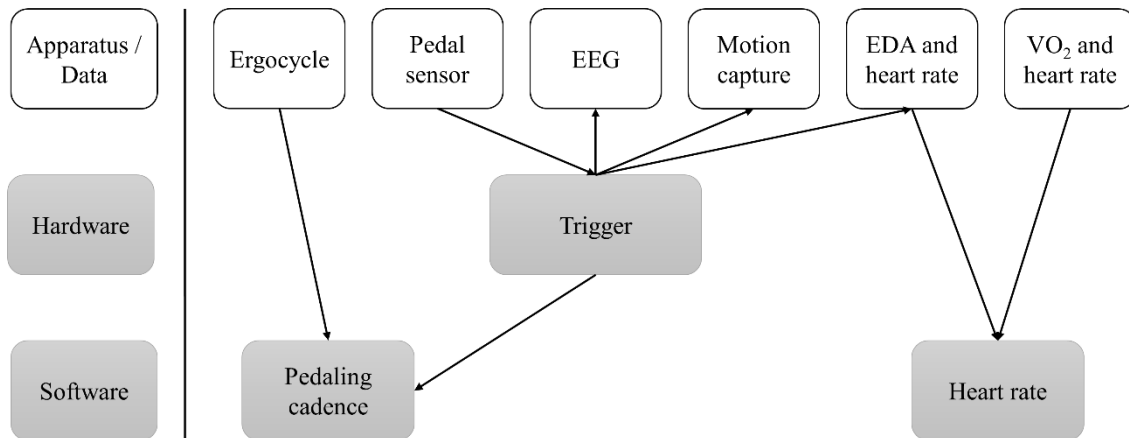 Apparatus /
Data
Ergocycle
Pedal
sensor
EEG
Motion
capture
EDA and
heart rate
VO₂ and
heart rate
Hardware
Trigger
Software
Pedaling
cadence
Heart rate